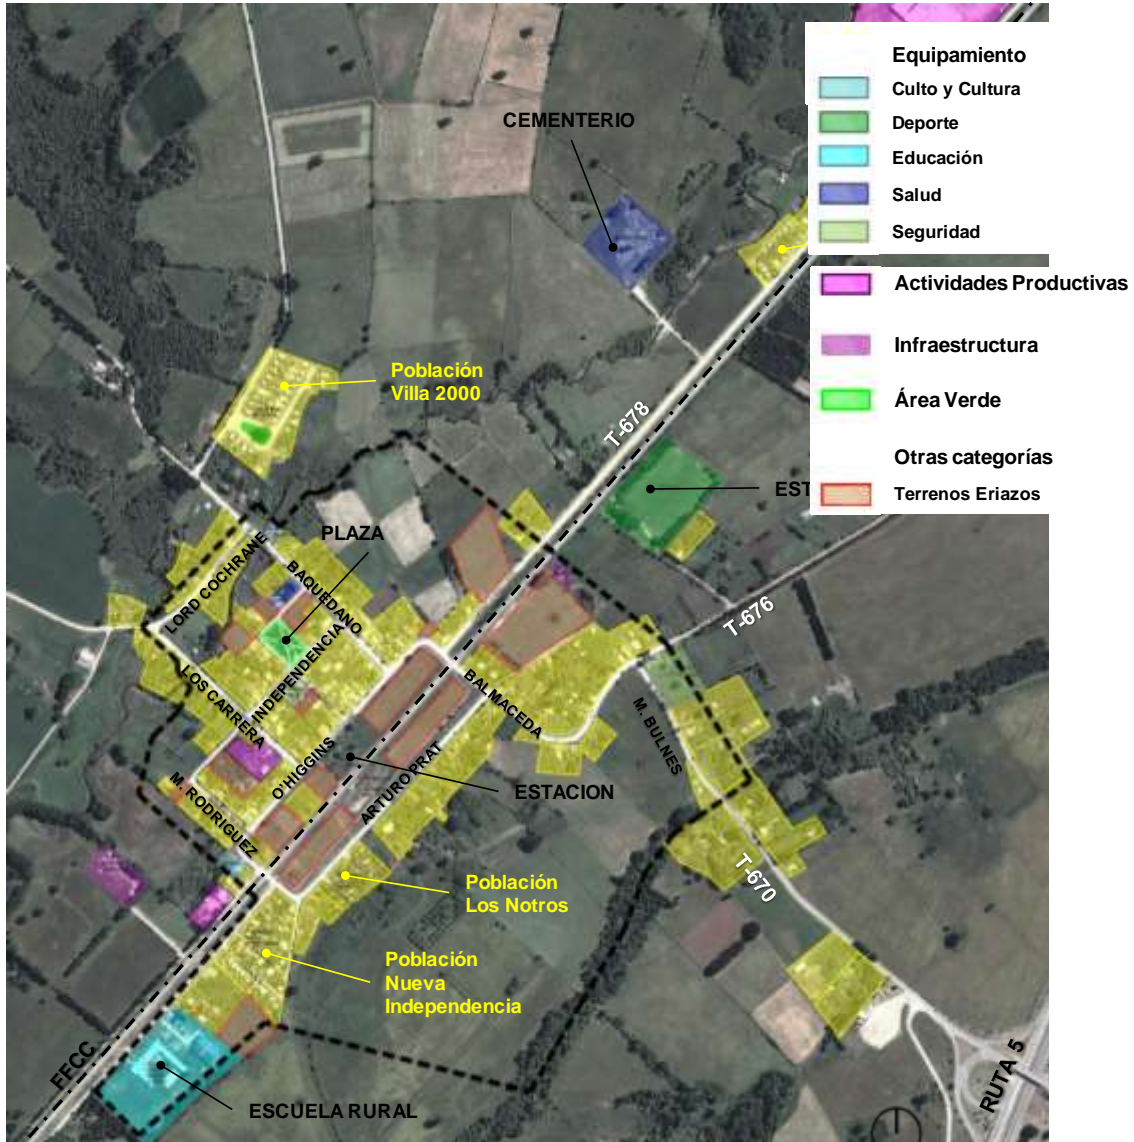 Equipamiento
Culto y Cultura
Deporte
Educación
Salud
Seguridad
Actividades Productivas
Infraestructura
Área Verde
Otras categorías
Terrenos Eriazos
CEMENTERIO
Población
Villa 2000
T-678
EST
PLAZA
LORD COCHRANE
BAQUEDANO
T-676
INDEPENDENCIA
LOS CARRERA
BALMACEDA
M. BULNES
O'HIGGINS
ARTURO PRAT
ESTACION
M. RODRIGUEZ
T-670
Población
Los Notros
Población
Nueva
Independencia
FFCC
RUTA 5
ESCUELA RURAL